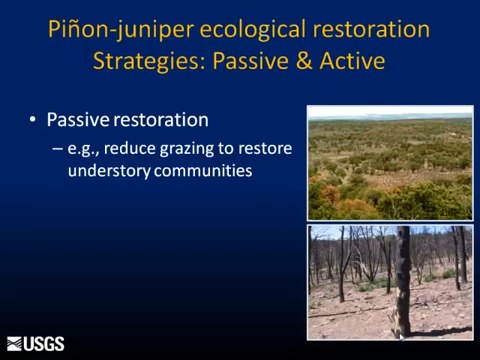 Piñon-juniper ecological restoration
Strategies: Passive & Active
• Passive restoration
– e.g., reduce grazing to restore
understory communities
USGS